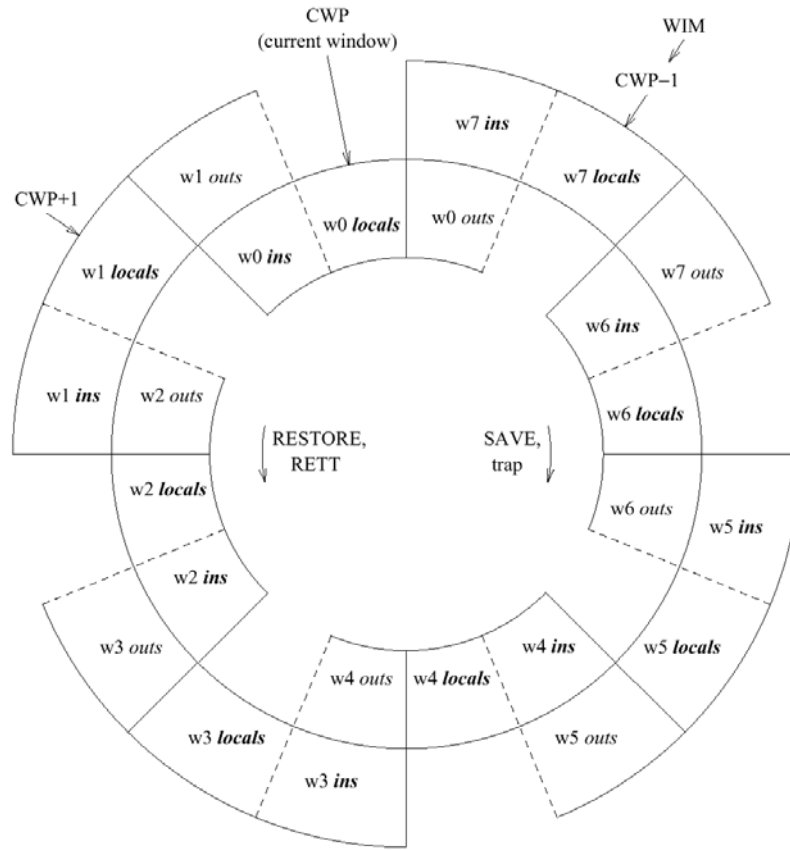 CWP
(current window)
WIM
CWP−1
w7 ins
w1 outs
w7 locals
CWP+1
w0 locals
w0 outs
w0 ins
w1 locals
w7 outs
w6 ins
w1 ins
w2 outs
w6 locals
RESTORE,
RETT
SAVE,
trap
w2 locals
w6 outs
w5 ins
w2 ins
w3 outs
w4 outs
w4 locals
w4 ins
w5 locals
w3 locals
w5 outs
w3 ins